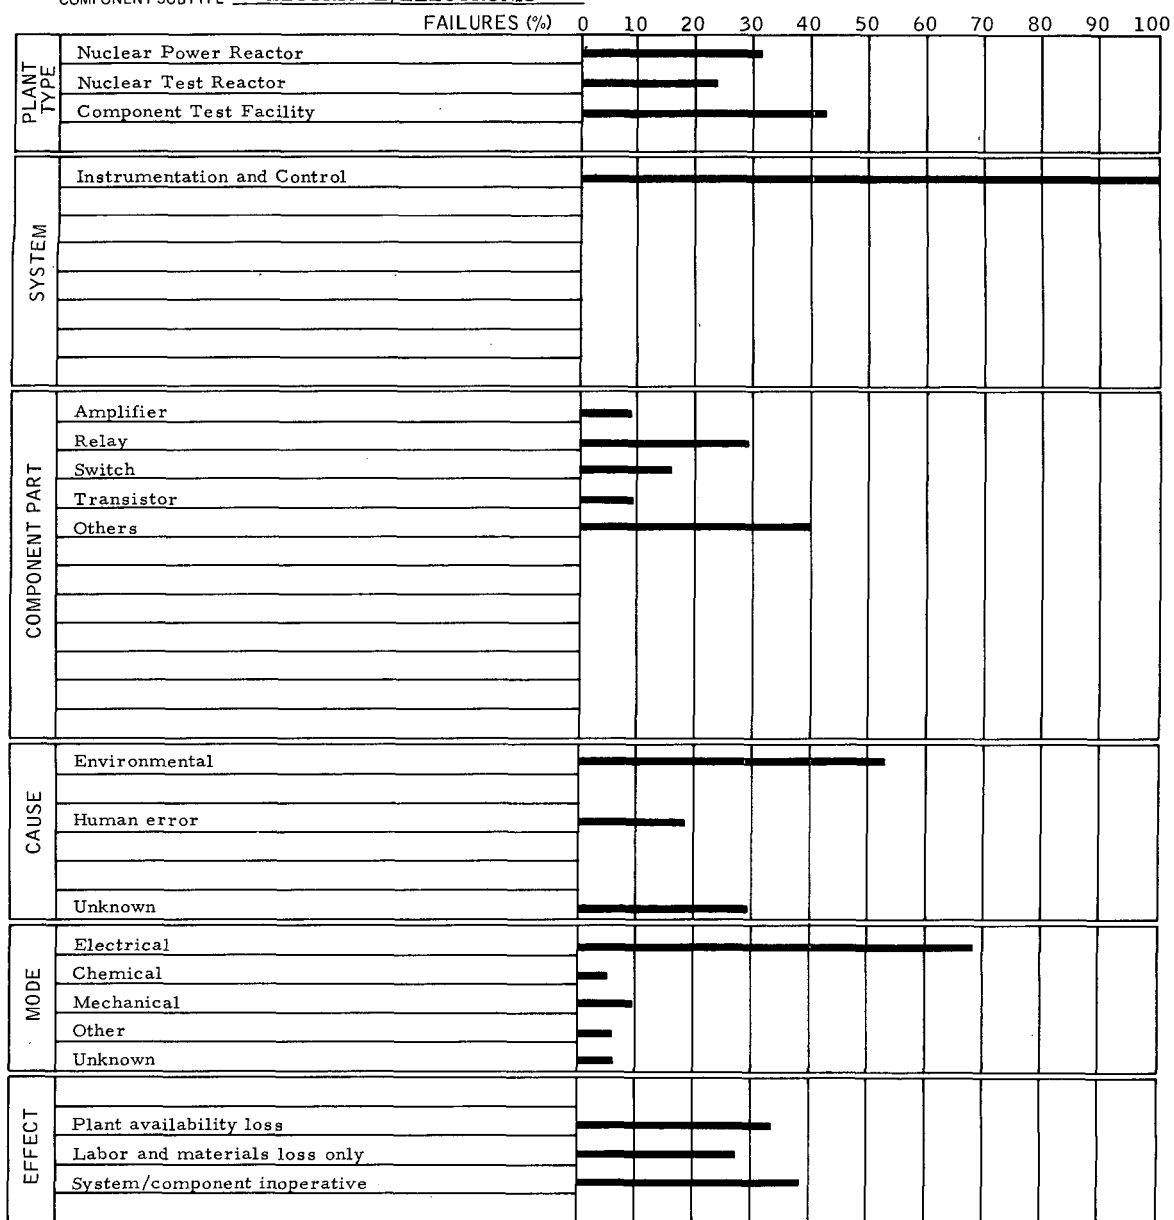 COMPONENT SUBTYPE
FAILURES (%) 0 10 20 30 40 50 60 70 80 90 100
PLANT TYPE
Nuclear Power Reactor
Nuclear Test Reactor
Component Test Facility
SYSTEM
Instrumentation and Control
COMPONENT PART
Amplifier
Relay
Switch
Transistor
Others
CAUSE
Environmental
Human error
Unknown
MODE
Electrical
Chemical
Mechanical
Other
Unknown
EFFECT
Plant availability loss
Labor and materials loss only
System/component inoperative